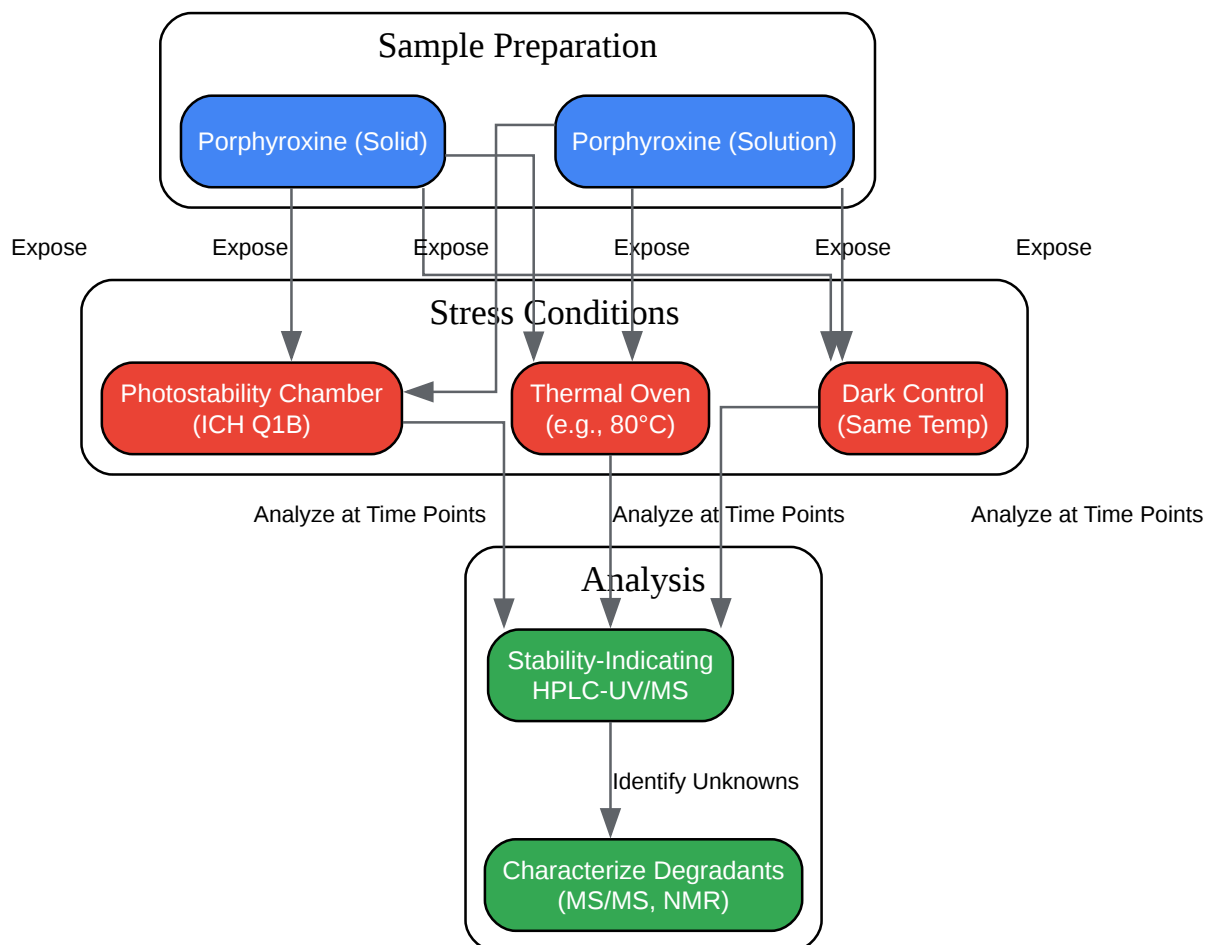 Sample Preparation
Porphyroxine (Solid)
Porphyroxine (Solution)
Expose
Expose
Expose
Expose
Expose
Expose
Stress Conditions
Photostability Chamber
(ICH Q1B)
Thermal Oven
(e.g., 80°C)
Dark Control
(Same Temp)
Analyze at Time Points
Analyze at Time Points
Analyze at Time Points
Analysis
Stability-Indicating
HPLC-UV/MS
Identify Unknowns
Characterize Degradants
(MS/MS, NMR)